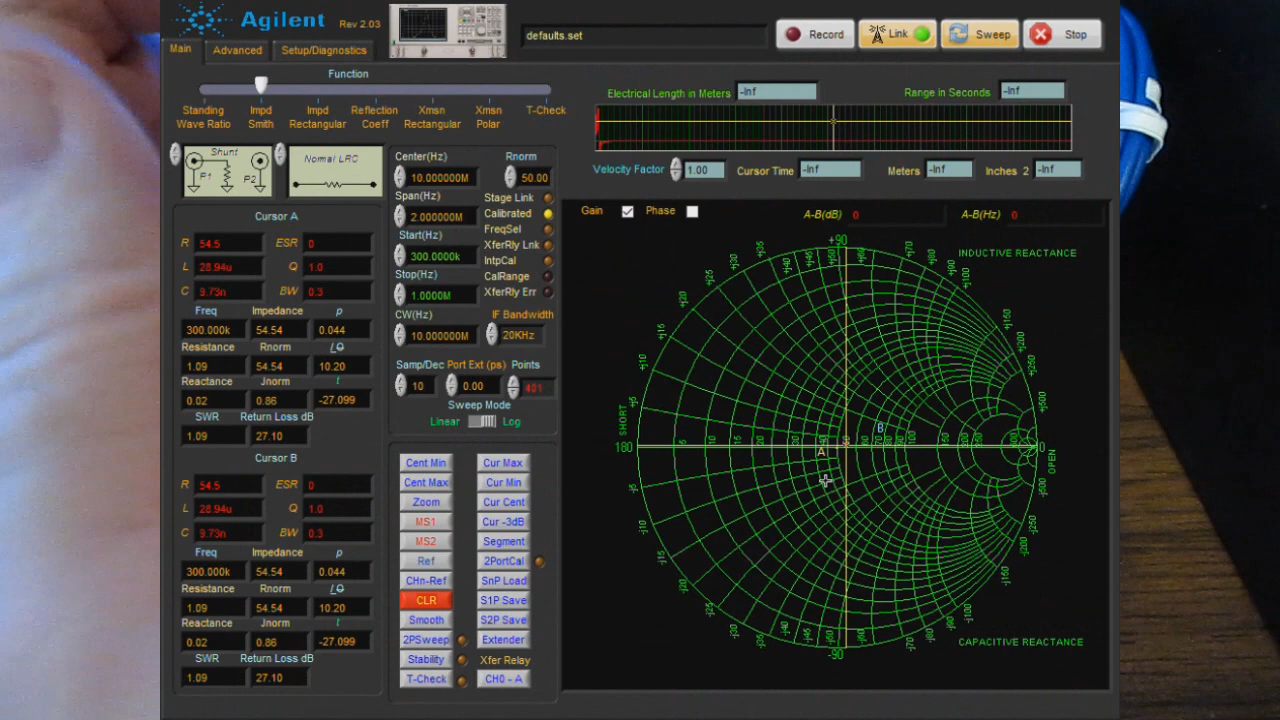 Agilent Rev 2.03
defaults.set
Record Link Sweep Stop
Main Advanced Setup/Diagnostics
Function
Standing Wave Ratio
Impd Smith
Impd Rectangular
Reflection Coeff
Xmsn Rectangular
Xmsn Polar
T-Check
Electrical Length in Meters -Inf Range in Seconds -Inf
Velocity Factor 1.00 Cursor Time -Inf Meters -Inf Inches 2 -Inf
Shunt
P1 P2
Normal LRC
Cursor A
R 54.5 ESR 0
L 28.94u Q 1.0
C 9.73n BW 0.3
Freq Impedance p
300.000k 54.54 0.044
Resistance Rnorm /O
1.09 54.54 10.20
Reactance Jnorm t
0.02 0.86 -27.099
SWR Return Loss dB
1.09 27.10
Cursor B
R 54.5 ESR 0
L 28.94u Q 1.0
C 9.73n BW 0.3
Freq Impedance p
300.000k 54.54 0.044
Resistance Rnorm /O
1.09 54.54 10.20
Reactance Jnorm t
0.02 0.86 -27.099
SWR Return Loss dB
1.09 27.10
Center(Hz) Rnorm
10.000000M 50.00
Span(Hz) Stage Link
2.000000M Calibrated
Start(Hz) FreqSel
300.0000k XferRly Lnk
IntpCal
Stop(Hz) CalRange
1.0000M XferRly Err
CW(Hz) IF Bandwidth
10.000000M 20KHz
Samp/Dec Port Ext (ps) Points
10 0.00 401
Sweep Mode
Linear Log
Cent Min Cur Max
Cent Max Cur Min
Zoom Cur Cent
MS1 Cur -3dB
MS2 Segment
Ref 2PortCal
CHn-Ref SnP Load
CLR S1P Save
Smooth S2P Save
2PSweep Extender
Stability Xfer Relay
T-Check CH0 - A
Gain Phase A-B(dB) 0 A-B(Hz) 0
+90
INDUCTIVE REACTANCE
SHORT
180
A
B
0
OPEN
-90
CAPACITIVE REACTANCE